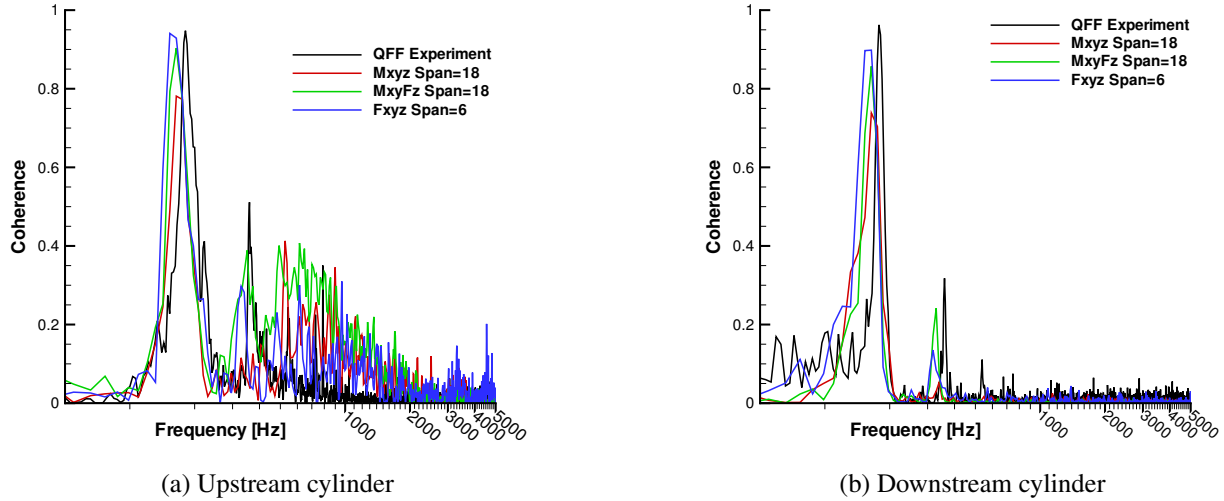 1
0.8
0.6
0.4
0.2
0
Coherence
QFF Experiment
Mxyz Span=18
MxyFz Span=18
Fxyz Span=6
Frequency [Hz]
1000
2000
3000
4000
5000
(a) Upstream cylinder
1
0.8
0.6
0.4
0.2
0
Coherence
QFF Experiment
Mxyz Span=18
MxyFz Span=18
Fxyz Span=6
Frequency [Hz]
1000
2000
3000
4000
5000
(b) Downstream cylinder